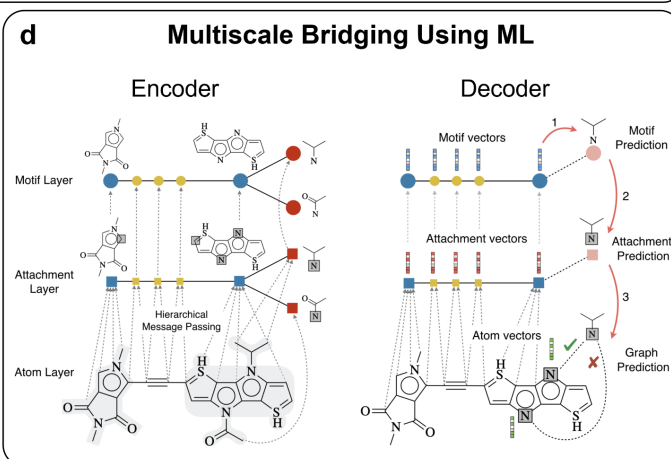 d
Multiscale Bridging Using ML
Encoder
Decoder
Motif Layer
Attachment
Layer
Hierarchical
Message Passing
Atom Layer
Motif vectors
1
Motif
Prediction
2
Attachment vectors
Attachment
Prediction
3
Atom vectors
Graph
Prediction
N
O
O
N
S
H
N
N
S
H
N
O
N
N
O
O
N
S
H
N
N
S
H
N
O
N
N
O
O
N
S
H
N
N
S
H
O
N
N
N
N
O
O
N
S
H
N
N
S
H